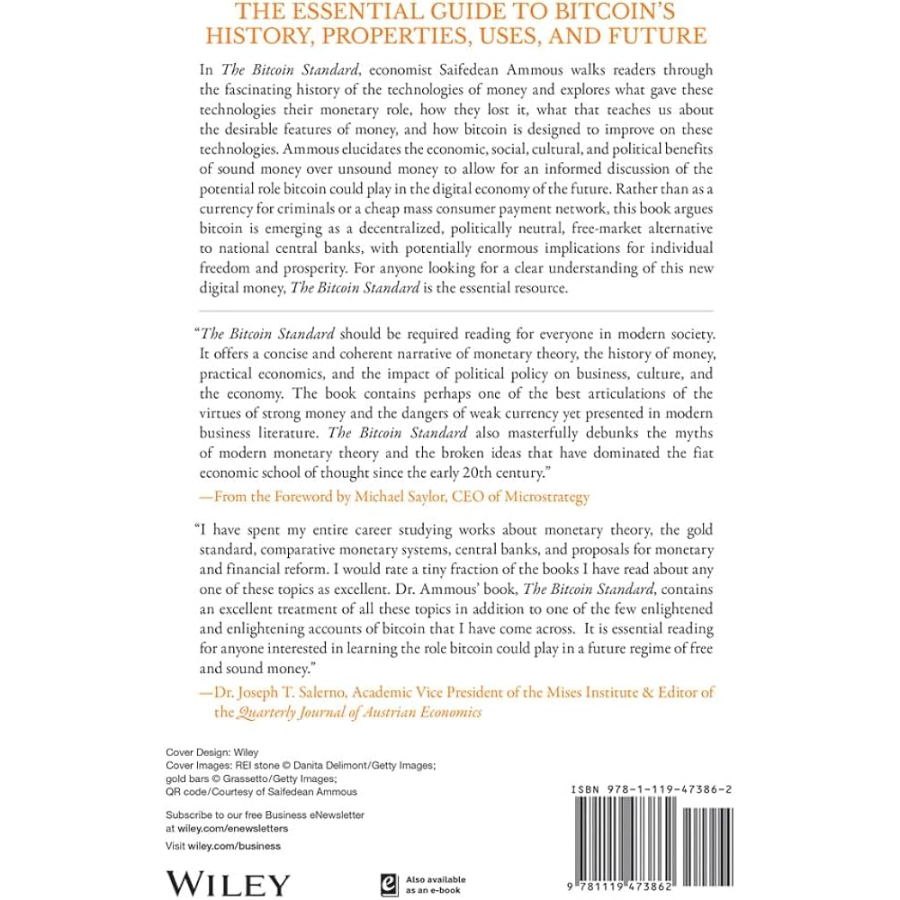 THE ESSENTIAL GUIDE TO BITCOIN'S
HISTORY, PROPERTIES, USES, AND FUTURE
In The Bitcoin Standard, economist Saifedean Ammous walks readers through
the fascinating history of the technologies of money and explores what gave these
technologies their monetary role, how they lost it, what that teaches us about
the desirable features of money, and how bitcoin is designed to improve on these
technologies. Ammous elucidates the economic, social, cultural, and political benefits
of sound money over unsound money to allow for an informed discussion of the
potential role bitcoin could play in the digital economy of the future. Rather than as a
currency for criminals or a cheap mass consumer payment network, this book argues
bitcoin is emerging as a decentralized, politically neutral, free-market alternative
to national central banks, with potentially enormous implications for individual
freedom and prosperity. For anyone looking for a clear understanding of this new
digital money, The Bitcoin Standard is the essential resource.
“The Bitcoin Standard should be required reading for everyone in modern society.
It offers a concise and coherent narrative of monetary theory, the history of money,
practical economics, and the impact of political policy on business, culture, and
the economy. The book contains perhaps one of the best articulations of the
virtues of strong money and the dangers of weak currency yet presented in modern
business literature. The Bitcoin Standard also masterfully debunks the myths
of modern monetary theory and the broken ideas that have dominated the fiat
economic school of thought since the early 20th century.”
—From the Foreword by Michael Saylor, CEO of Microstrategy
“I have spent my entire career studying works about monetary theory, the gold
standard, comparative monetary systems, central banks, and proposals for monetary
and financial reform. I would rate a tiny fraction of the books I have read about any
one of these topics as excellent. Dr. Ammous’ book, The Bitcoin Standard, contains
an excellent treatment of all these topics in addition to one of the few enlightened
and enlightening accounts of bitcoin that I have come across. It is essential reading
for anyone interested in learning the role bitcoin could play in a future regime of free
and sound money.”
—Dr. Joseph T. Salerno, Academic Vice President of the Mises Institute & Editor of
the Quarterly Journal of Austrian Economics
Cover Design: Wiley
Cover Images: REI stone © Danita Delimont/Getty Images;
gold bars © Grassetto/Getty Images;
QR code/Courtesy of Saifedean Ammous
Subscribe to our free Business eNewsletter
at wiley.com/enewsletters
Visit wiley.com/business
WILEY
e
Also available
as an e-book
ISBN 978-1-119-47386-2
9 781119 473862